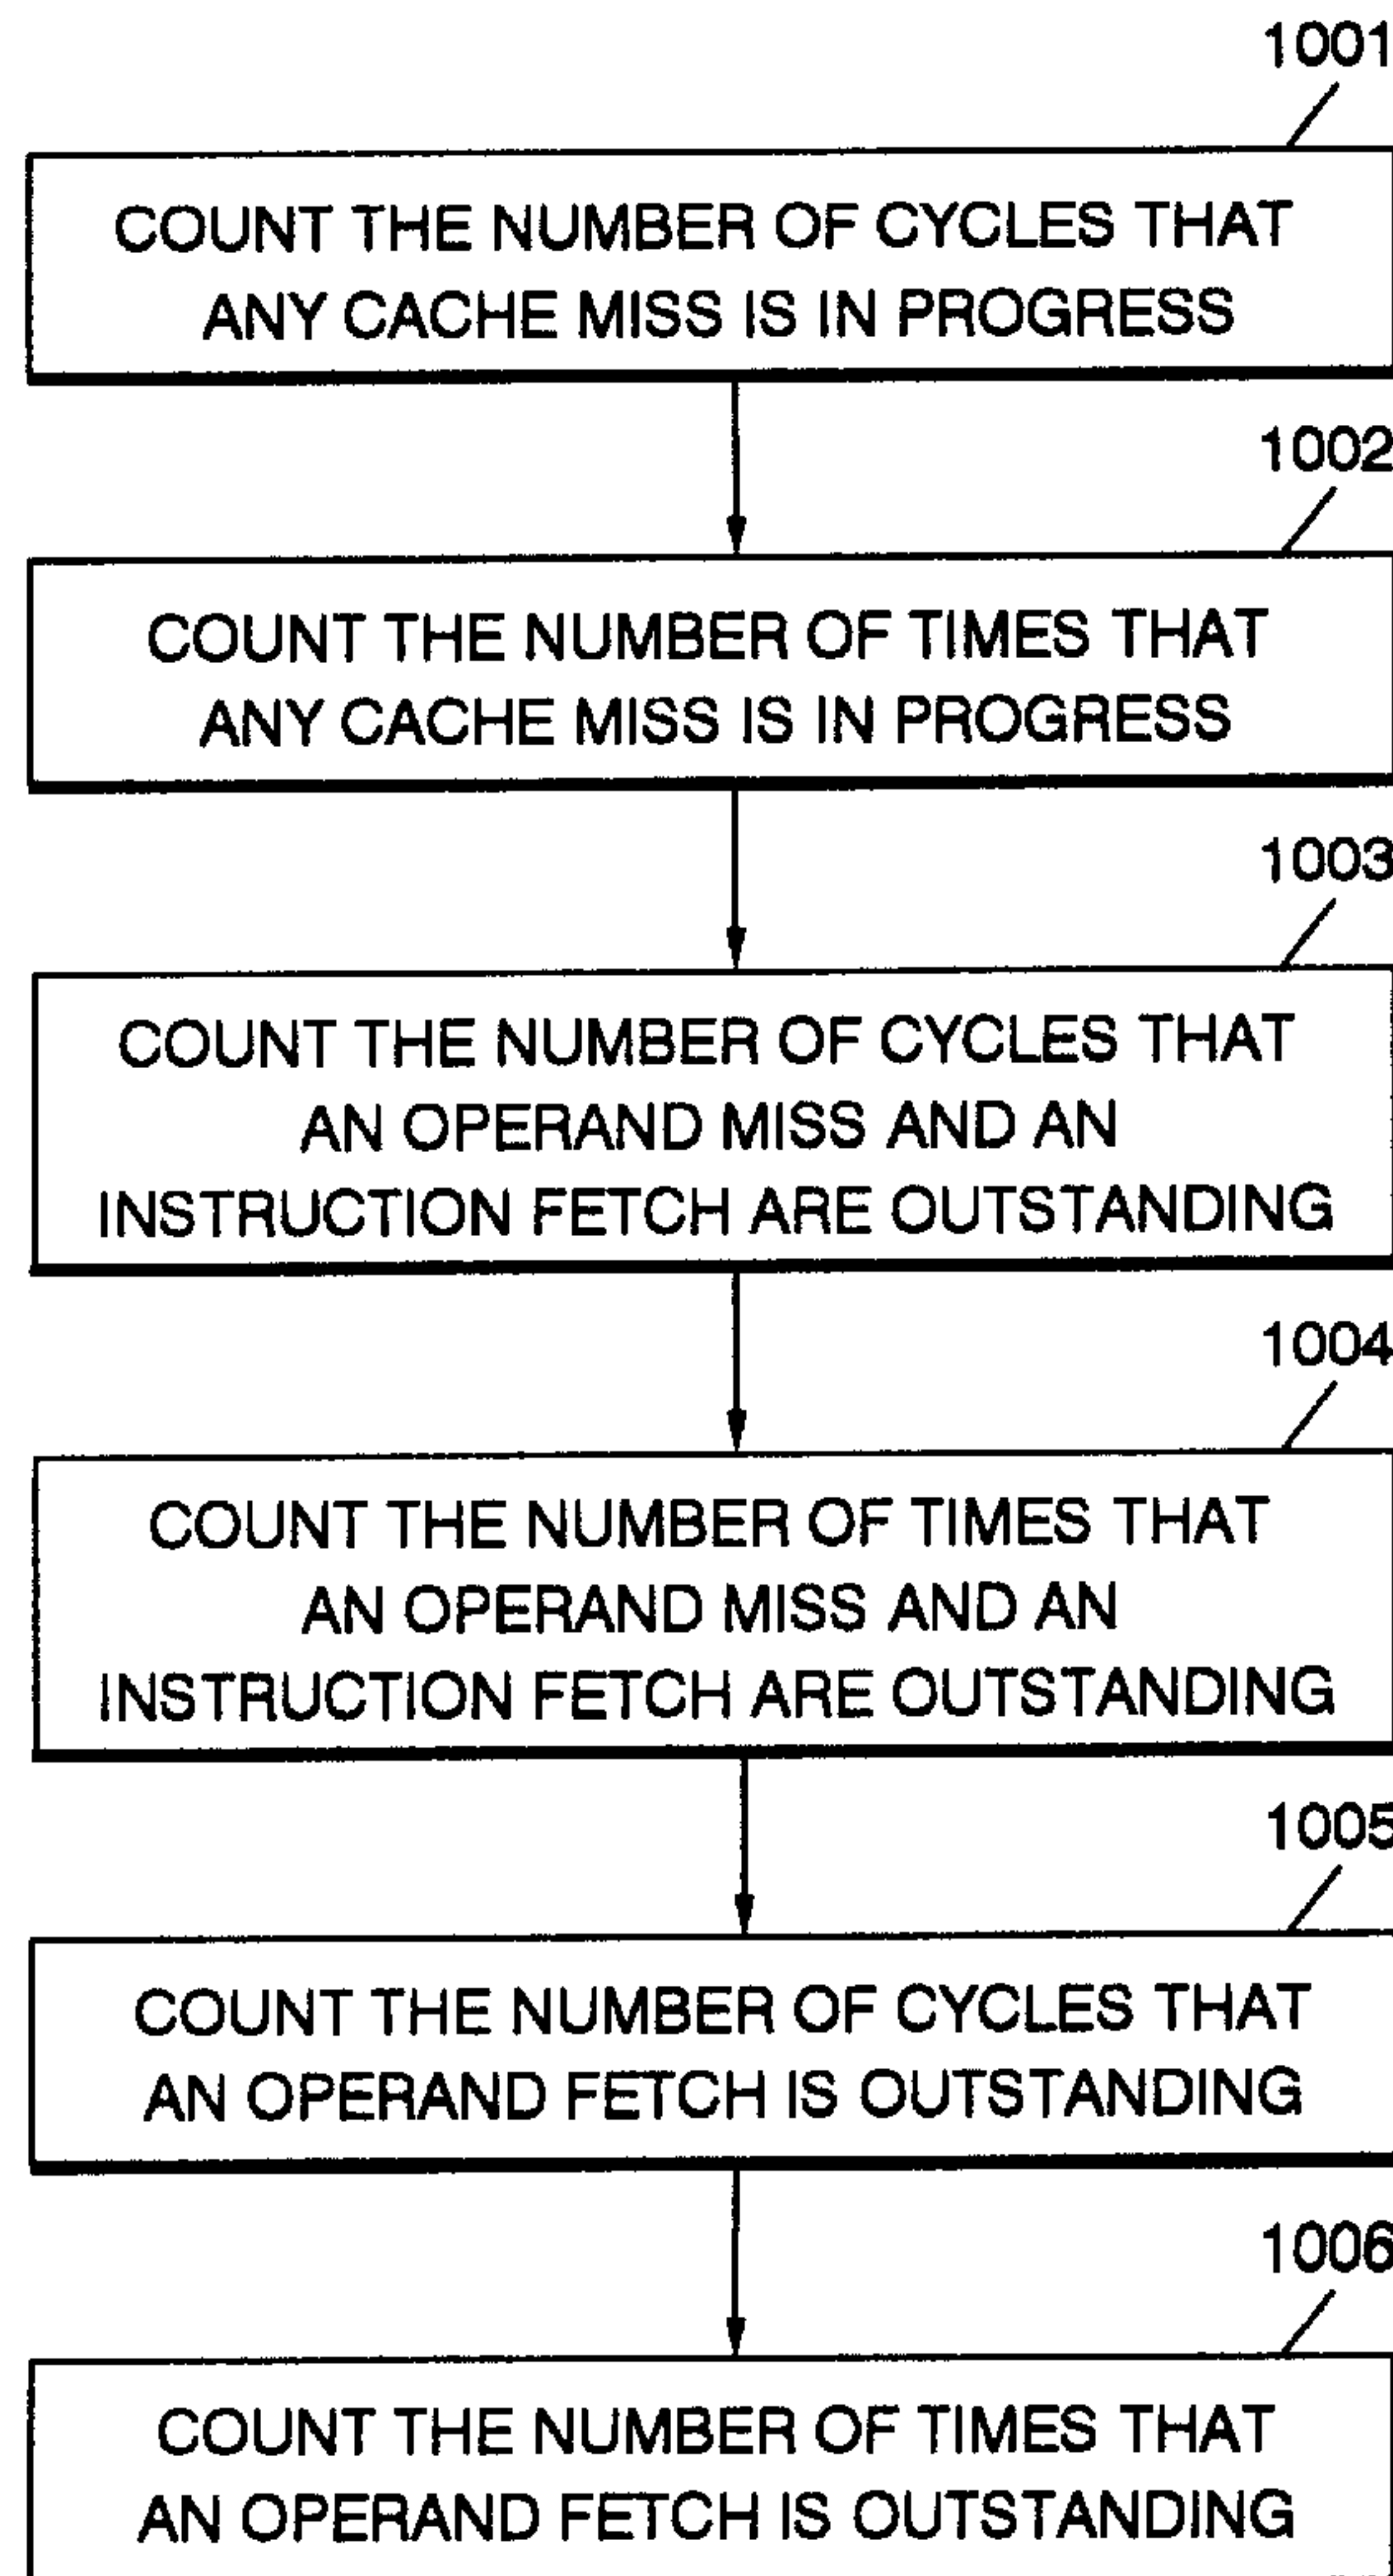 1001
COUNT THE NUMBER OF CYCLES THAT
ANY CACHE MISS IS IN PROGRESS
1002
COUNT THE NUMBER OF TIMES THAT
ANY CACHE MISS IS IN PROGRESS
1003
COUNT THE NUMBER OF CYCLES THAT
AN OPERAND MISS AND AN
INSTRUCTION FETCH ARE OUTSTANDING
1004
COUNT THE NUMBER OF TIMES THAT
AN OPERAND MISS AND AN
INSTRUCTION FETCH ARE OUTSTANDING
1005
COUNT THE NUMBER OF CYCLES THAT
AN OPERAND FETCH IS OUTSTANDING
1006
COUNT THE NUMBER OF TIMES THAT
AN OPERAND FETCH IS OUTSTANDING